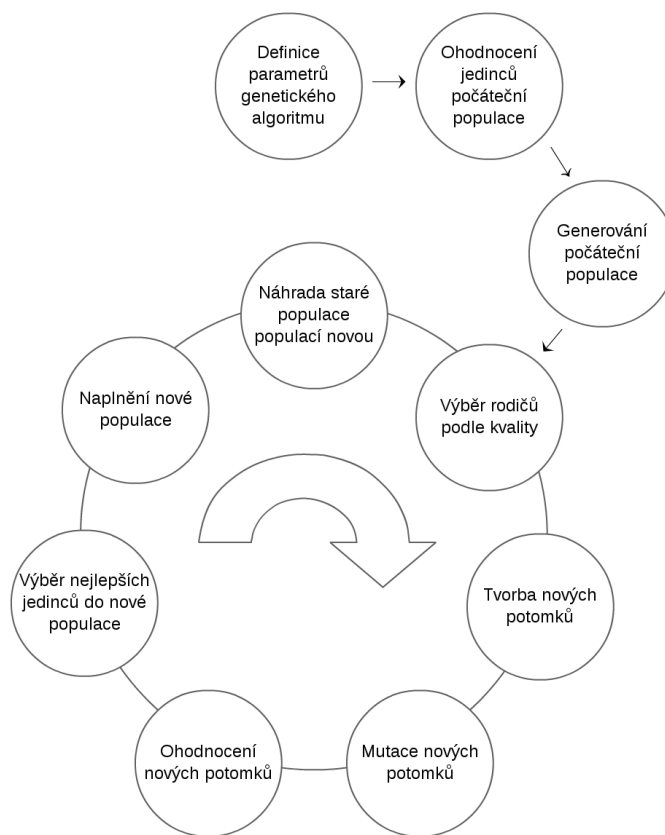 Definice
parametrů
genetického
algoritmu
Ohodnocení
jedinců
počáteční
populace
Generování
počáteční
populace
Výběr rodičů
podle kvality
Tvorba nových
potomků
Mutace nových
potomků
Ohodnocení
nových potomků
Výběr nejlepších
jedinců do nové
populace
Naplnění nové
populace
Náhrada staré
populace
populací novou